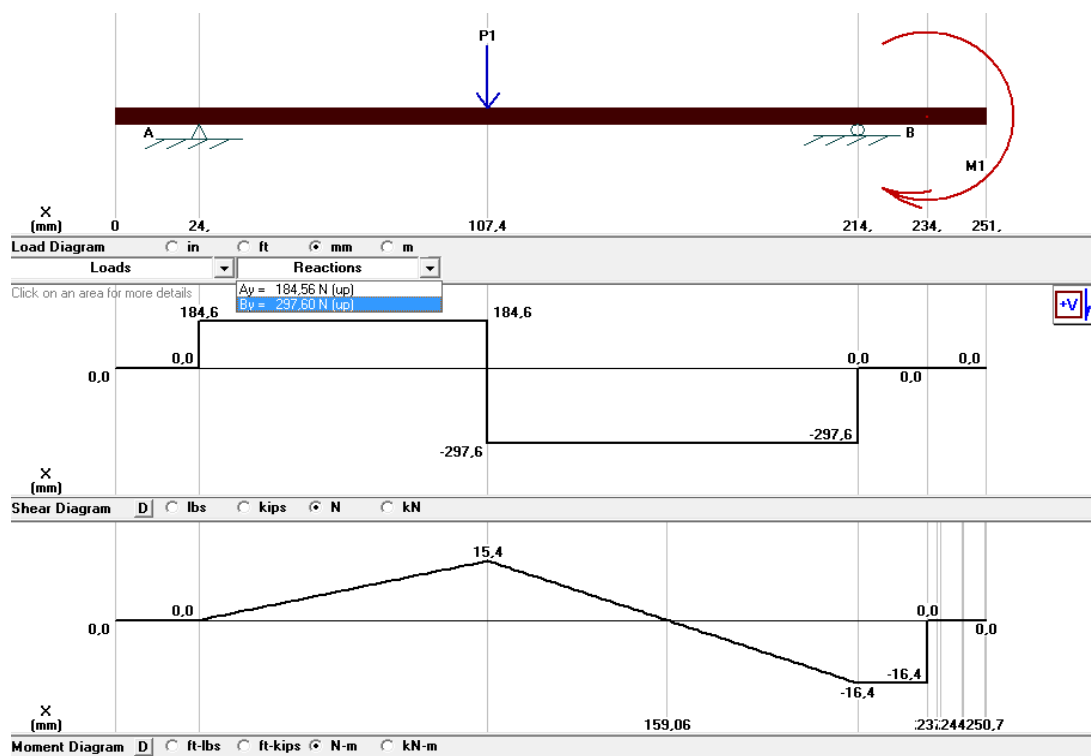 P1
A
B
M1
X
(mm)
0 24, 107,4 214, 234, 251,
Load Diagram in ft mm m
Loads Reactions
Click on an area for more details
Ay = 184,56 N (up)
By = 297,60 N (up)
+V
184,6 184,6
0,0 0,0 0,0
0,0 0,0
-297,6 -297,6
X
(mm)
Shear Diagram D lbs kips N kN
15,4
0,0 0,0
0,0 0,0
-16,4 -16,4
X
(mm)
159,06 250,7
Moment Diagram D ft-lbs ft-kips N-m kN-m